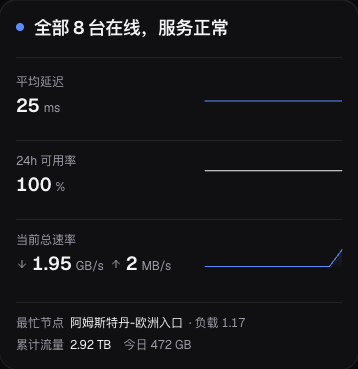 全部 8 台在线，服务正常
平均延迟
25 ms
24h 可用率
100 %
当前总速率
↓ 1.95 GB/s ↑ 2 MB/s
最忙节点 阿姆斯特丹-欧洲入口 · 负载 1.17
累计流量 2.92 TB 今日 472 GB